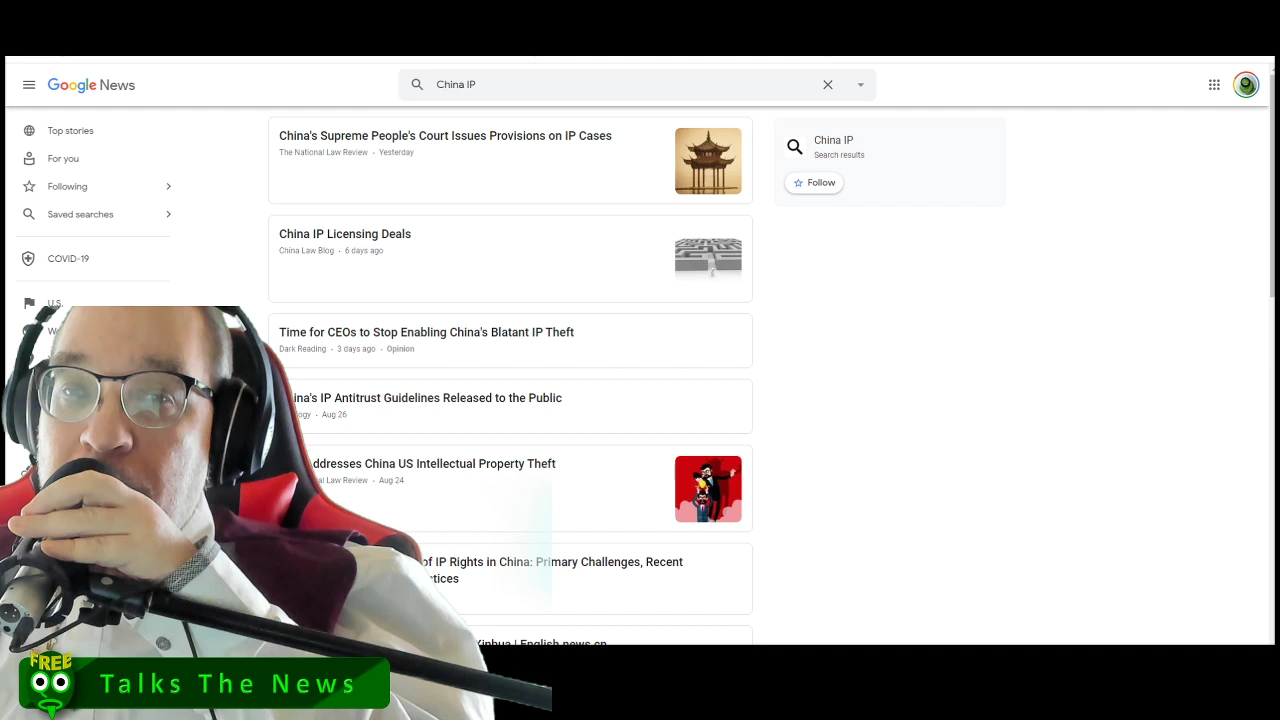 Google News
China IP
Top stories
For you
Following
Saved searches
COVID-19
U.S.
China's Supreme People's Court Issues Provisions on IP Cases
The National Law Review · Yesterday
China IP Licensing Deals
China Law Blog · 6 days ago
Time for CEOs to Stop Enabling China's Blatant IP Theft
Dark Reading · 3 days ago · Opinion
IP Antitrust Guidelines Released to the Public
· Aug 26
China US Intellectual Property Theft
Law Review · Aug 24
of IP Rights in China: Primary Challenges, Recent
China IP
Search results
Follow
FREE
Talks The News